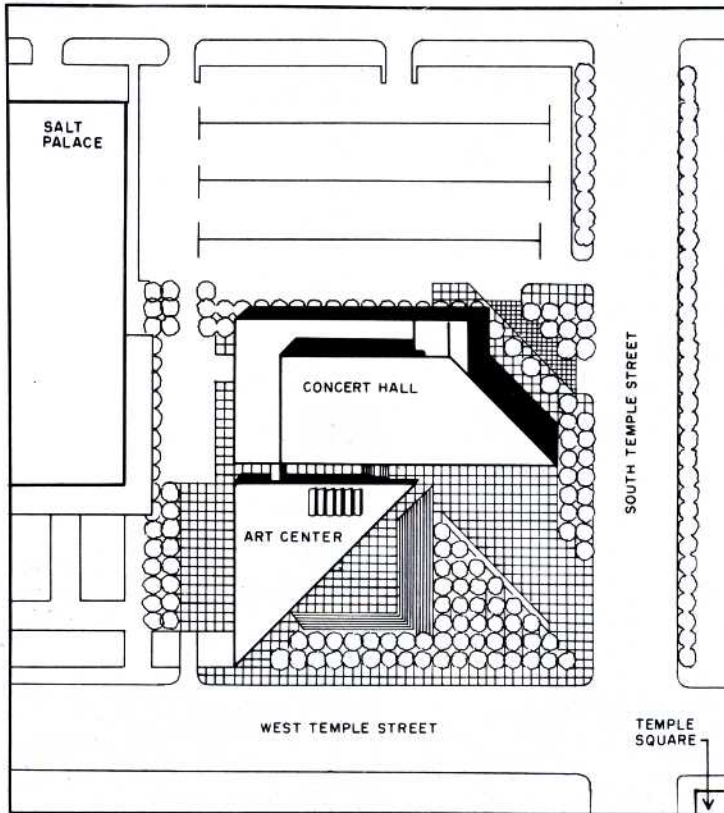 SALT
PALACE
CONCERT HALL
SOUTH TEMPLE STREET
ART CENTER
WEST TEMPLE STREET
TEMPLE
SQUARE